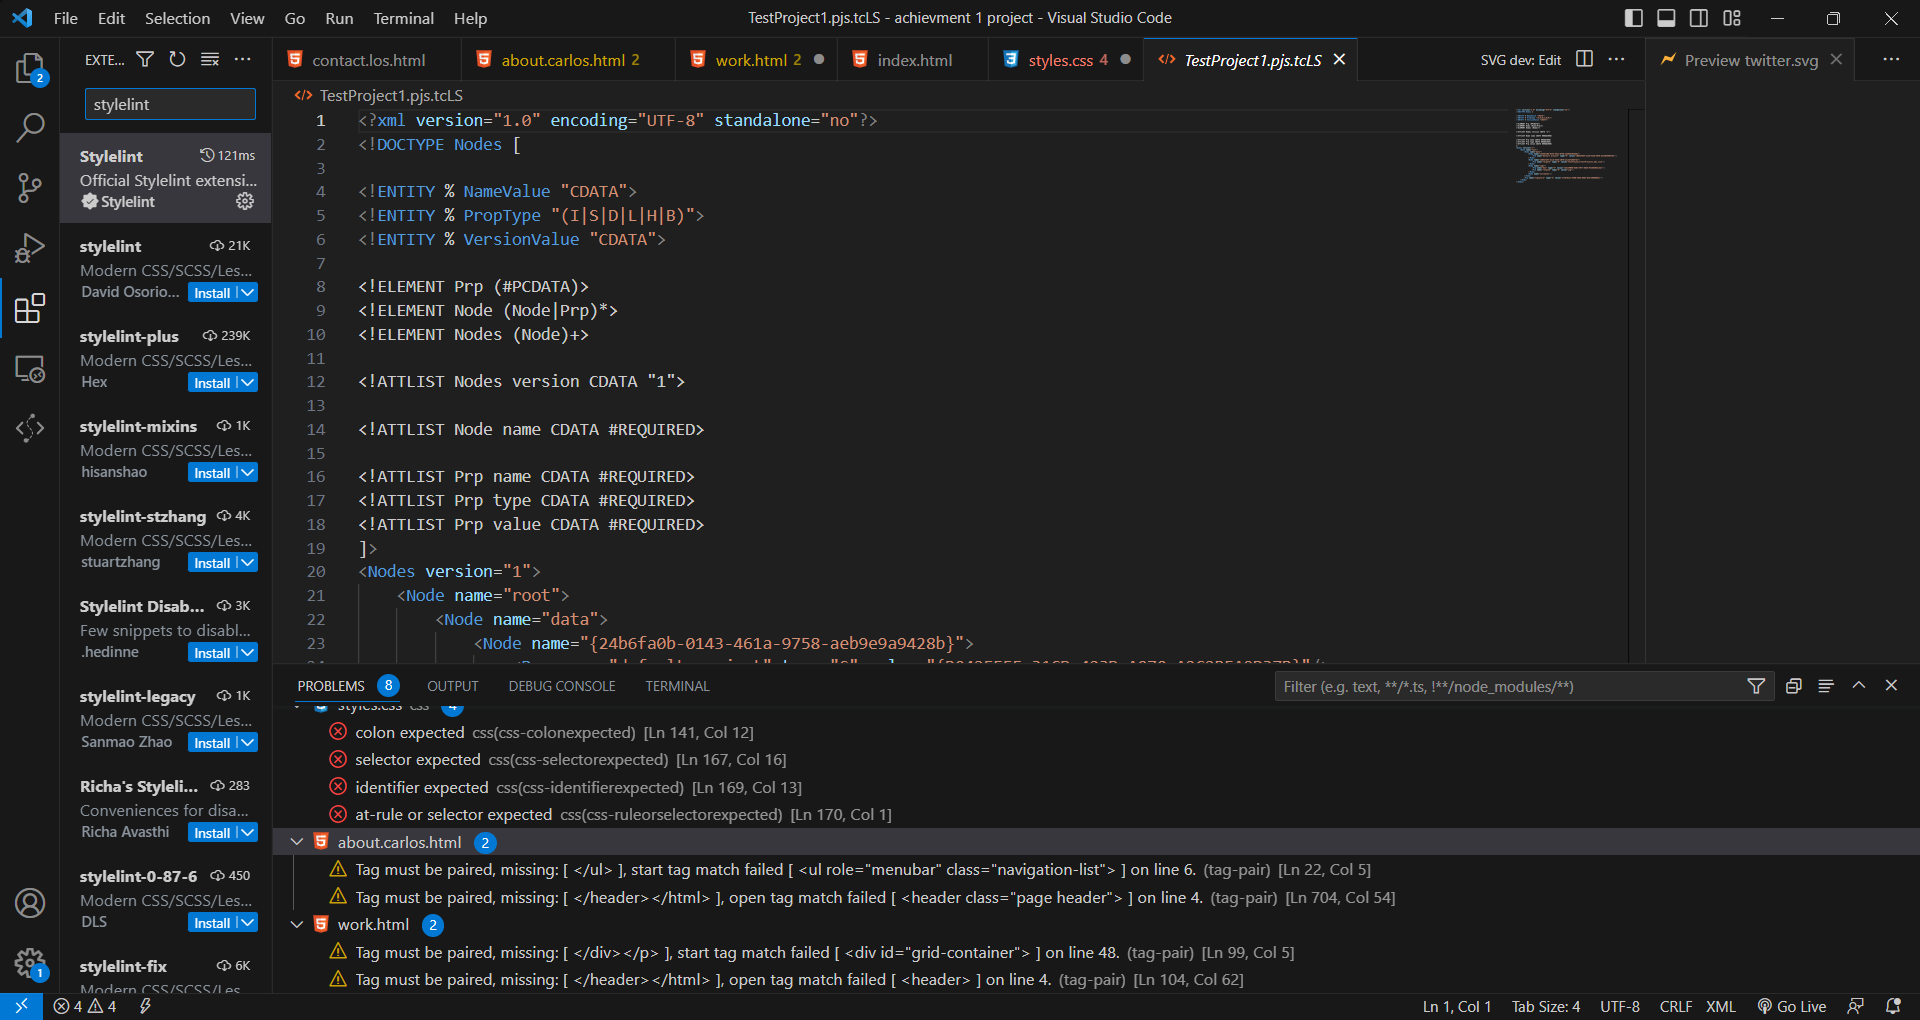 File Edit Selection View Go Run Terminal Help
TestProject1.pjs.tcLS - achievment 1 project - Visual Studio Code
2
EXTE...
stylelint
Stylelint 121ms
Official Stylelint extensi...
Stylelint
stylelint 21K
Modern CSS/SCSS/Les...
David Osorio... Install
stylelint-plus 239K
Modern CSS/SCSS/Les...
Hex Install
stylelint-mixins 1K
Modern CSS/SCSS/Les...
hisanshao Install
stylelint-stzhang 4K
Modern CSS/SCSS/Les...
stuartzhang Install
Stylelint Disab... 3K
Few snippets to disabl...
.hedinne Install
stylelint-legacy 1K
Modern CSS/SCSS/Les...
Sanmao Zhao Install
Richa's Styleli... 283
Conveniences for disa...
Richa Avasthi Install
stylelint-0-87-6 450
Modern CSS/SCSS/Les...
DLS Install
stylelint-fix 6K
Modern CSS/SCSS/Les...
1
contact.los.html about.carlos.html 2 work.html 2 index.html styles.css 4 TestProject1.pjs.tcLS SVG dev: Edit Preview twitter.svg
TestProject1.pjs.tcLS
1 <?xml version="1.0" encoding="UTF-8" standalone="no"?>
2 <!DOCTYPE Nodes [
3
4 <!ENTITY % NameValue "CDATA">
5 <!ENTITY % PropType "(I|S|D|L|H|B)">
6 <!ENTITY % VersionValue "CDATA">
7
8 <!ELEMENT Prp (#PCDATA)>
9 <!ELEMENT Node (Node|Prp)*>
10 <!ELEMENT Nodes (Node)+>
11
12 <!ATTLIST Nodes version CDATA "1">
13
14 <!ATTLIST Node name CDATA #REQUIRED>
15
16 <!ATTLIST Prp name CDATA #REQUIRED>
17 <!ATTLIST Prp type CDATA #REQUIRED>
18 <!ATTLIST Prp value CDATA #REQUIRED>
19 ]>
20 <Nodes version="1">
21 <Node name="root">
22 <Node name="data">
23 <Node name="{24b6fa0b-0143-461a-9758-aeb9e9a9428b}">
PROBLEMS 8 OUTPUT DEBUG CONSOLE TERMINAL Filter (e.g. text, **/*.ts, !**/node_modules/**)
styles.css css 4
colon expected css(css-colonexpected) [Ln 141, Col 12]
selector expected css(css-selectorexpected) [Ln 167, Col 16]
identifier expected css(css-identifierexpected) [Ln 169, Col 13]
at-rule or selector expected css(css-ruleorselectorexpected) [Ln 170, Col 1]
about.carlos.html 2
Tag must be paired, missing: [ </ul> ], start tag match failed [ <ul role="menubar" class="navigation-list"> ] on line 6. (tag-pair) [Ln 22, Col 5]
Tag must be paired, missing: [ </header></html> ], open tag match failed [ <header class="page header"> ] on line 4. (tag-pair) [Ln 704, Col 54]
work.html 2
Tag must be paired, missing: [ </div></p> ], start tag match failed [ <div id="grid-container"> ] on line 48. (tag-pair) [Ln 99, Col 5]
Tag must be paired, missing: [ </header></html> ], open tag match failed [ <header> ] on line 4. (tag-pair) [Ln 104, Col 62]
4 4 Ln 1, Col 1 Tab Size: 4 UTF-8 CRLF XML Go Live